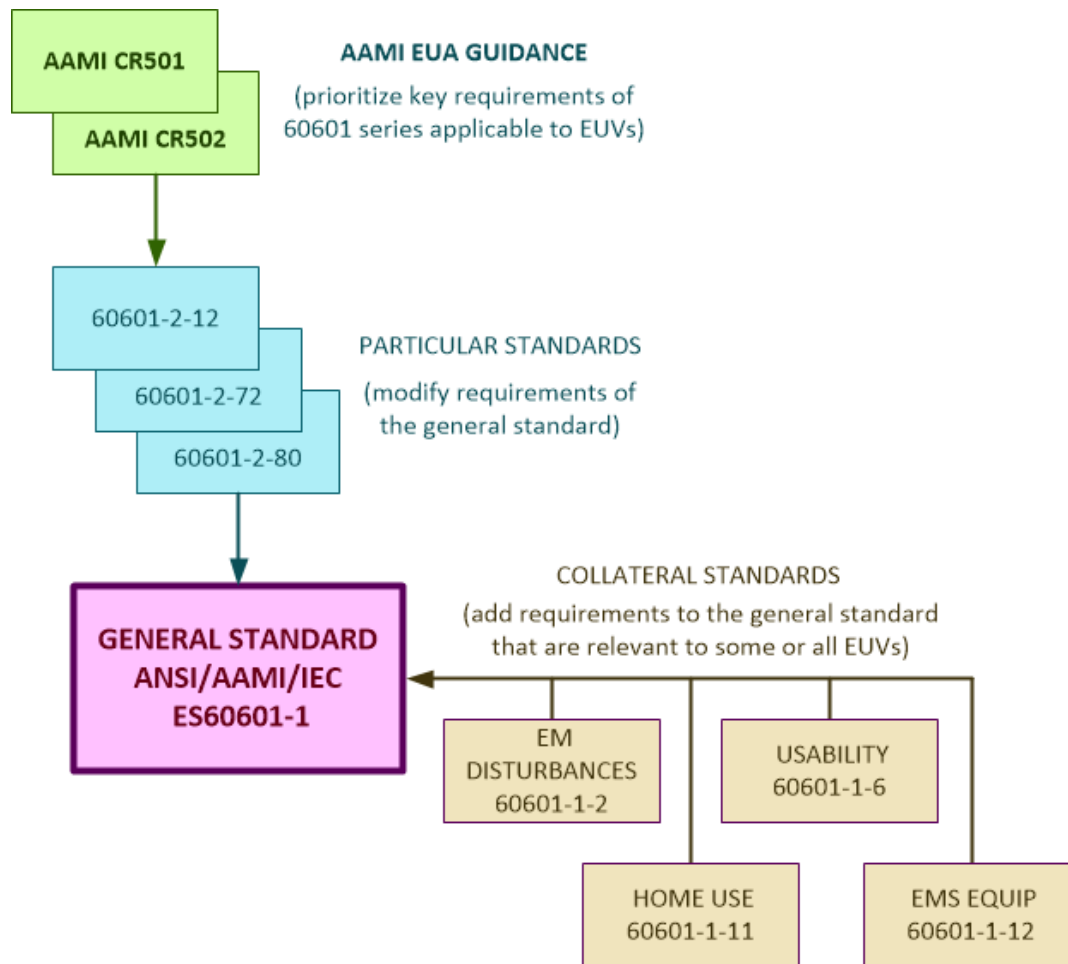 AAMI CR501
AAMI CR502
AAMI EUA GUIDANCE
(prioritize key requirements of
60601 series applicable to EUVs)
60601-2-12
60601-2-72
60601-2-80
PARTICULAR STANDARDS
(modify requirements of
the general standard)
GENERAL STANDARD
ANSI/AAMI/IEC
ES60601-1
COLLATERAL STANDARDS
(add requirements to the general standard
that are relevant to some or all EUVs)
EM
DISTURBANCES
60601-1-2
USABILITY
60601-1-6
HOME USE
60601-1-11
EMS EQUIP
60601-1-12